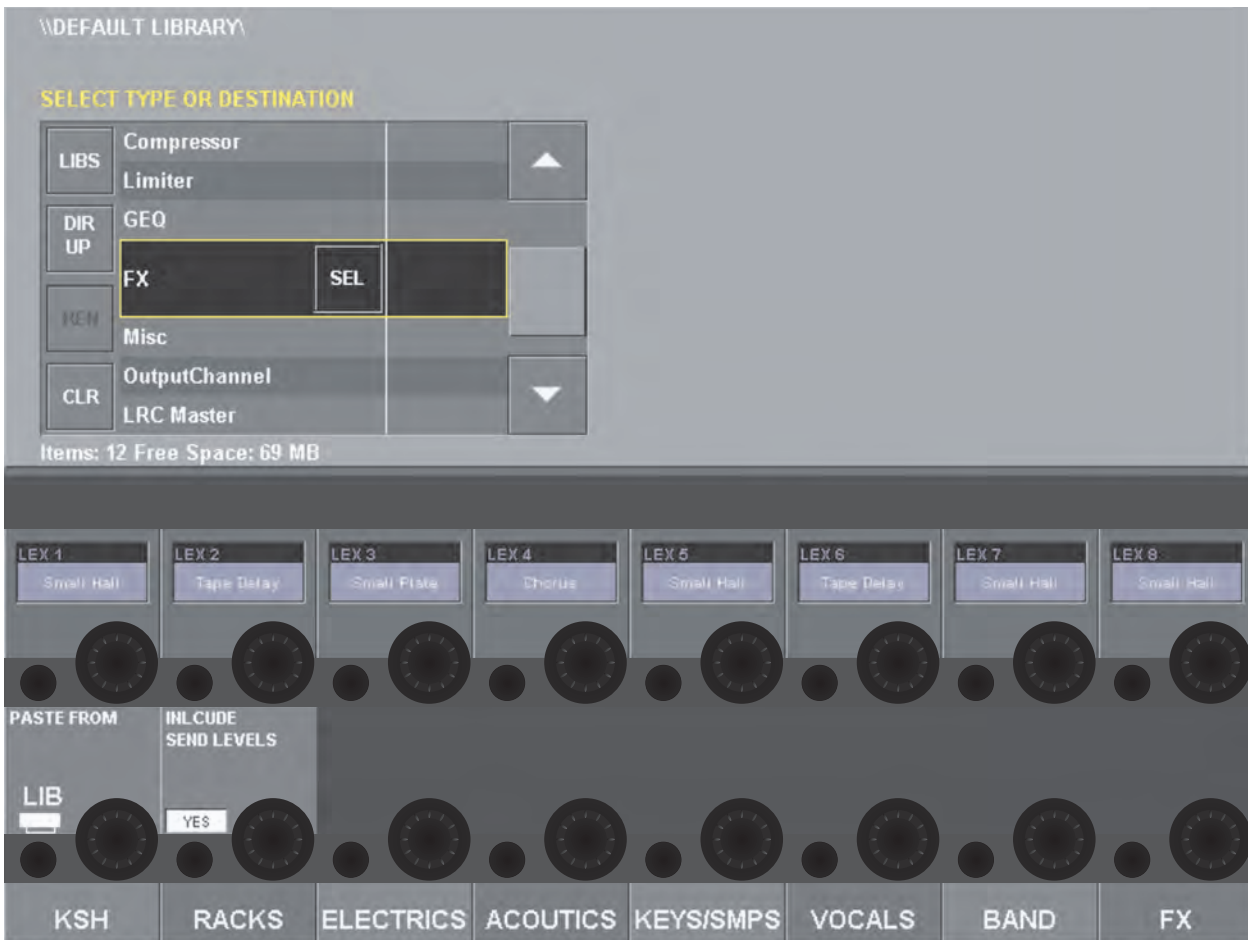 \\DEFAULT LIBRARY\
SELECT TYPE OR DESTINATION
LIBS
DIR UP
REN
CLR
Compressor
Limiter
GEQ
FX SEL
Misc
OutputChannel
LRC Master
Items: 12 Free Space: 69 MB
LEX 1 LEX 2 LEX 3 LEX 4 LEX 5 LEX 6 LEX 7 LEX 8
Small Hall Tape Delay Small Plate Chorus Small Hall Tape Delay Small Hall Small Hall
PASTE FROM
LIB
INLCUDE
SEND LEVELS
YES
KSH RACKS ELECTRICS ACOUTICS KEYS/SMPS VOCALS BAND FX